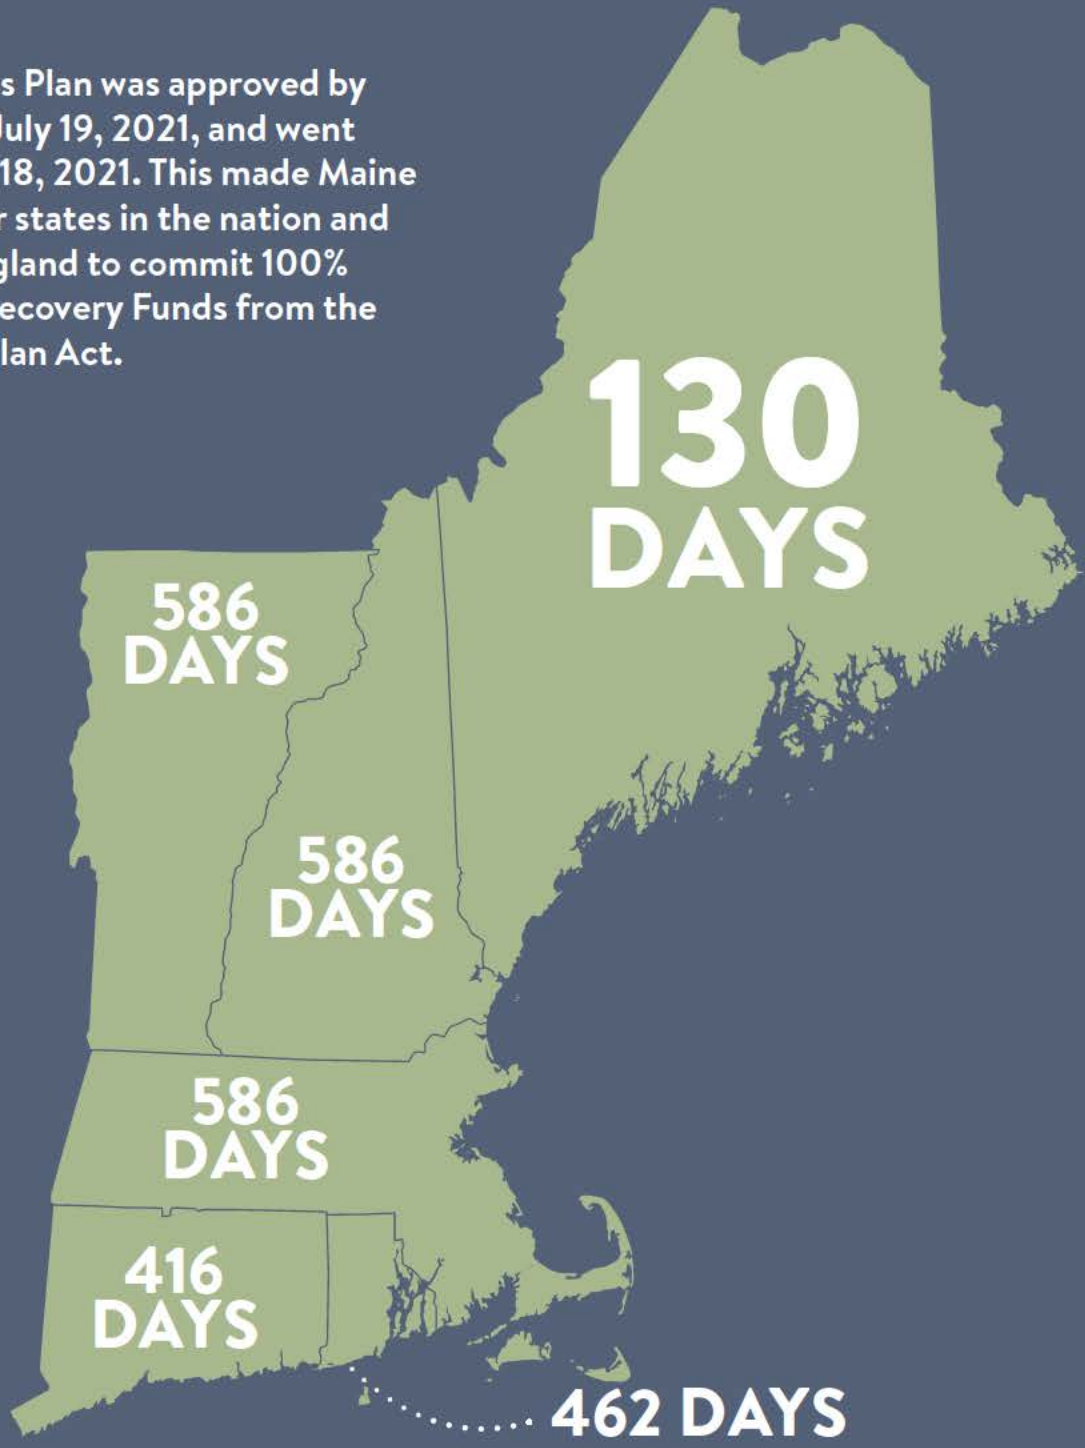 s Plan was approved by
July 19, 2021, and went
18, 2021. This made Maine
r states in the nation and
gland to commit 100%
ecovery Funds from the
lan Act.
130
DAYS
586
DAYS
586
DAYS
586
DAYS
416
DAYS
462 DAYS